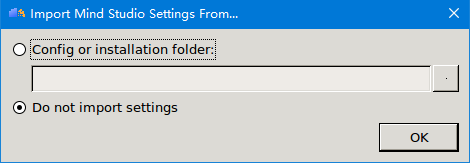 Import Mind Studio Settings From...
Config or installation folder:
Do not import settings
OK